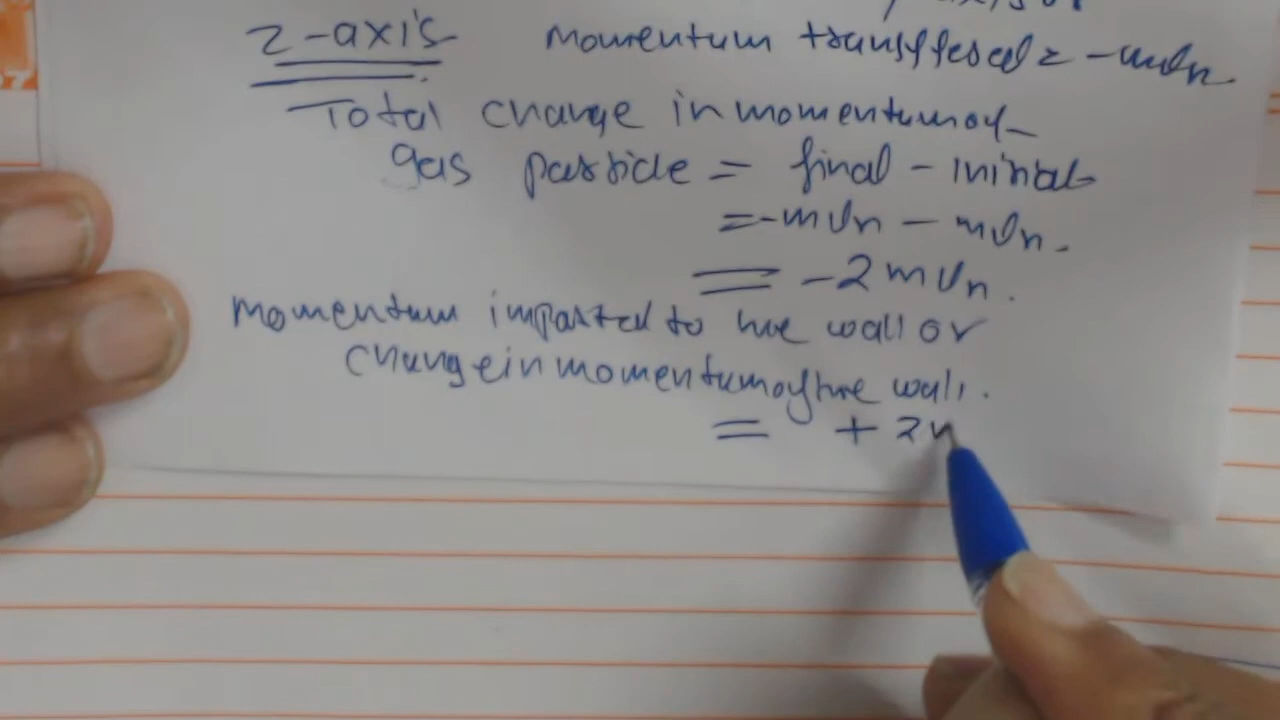 z-axis momentum transffered = -mvn.
Total change in momentum of
gas particle = final - initial
= -mvn - mvn.
= -2mvn.
momentum imparted to the wall or
change in momentum of the wall.
= + 2